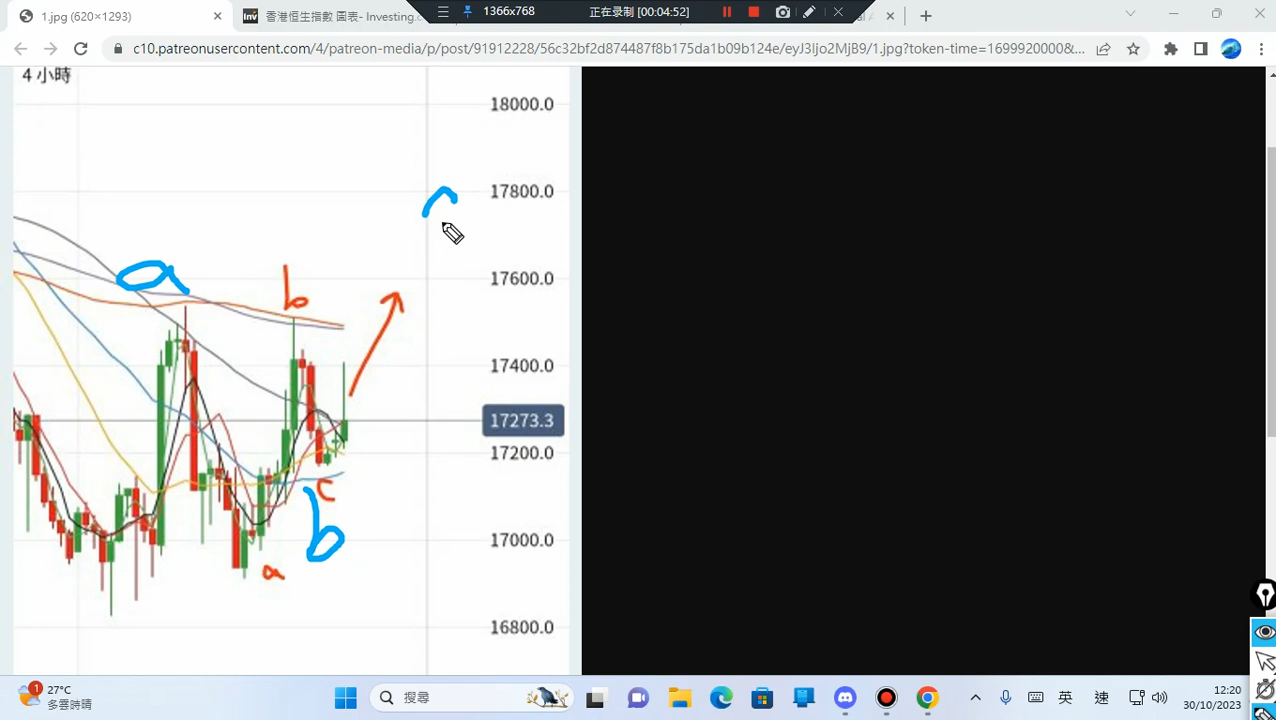 1.jpg (620×1293)
香港恒生指數 圖表- Investing.c
1366x768
正在录制 [00:04:52]
c10.patreonusercontent.com/4/patreon-media/p/post/91912228/56c32bf2d874487f8b175da1b09b124e/eyJ3Ijo2MjB9/1.jpg?token-time=1699920000&...
4 小時
18000.0
17800.0
17600.0
a
b
17400.0
17273.3
17200.0
c
b
17000.0
a
16800.0
1
27°C
多雲時晴
搜尋
英
速
12:20
30/10/2023